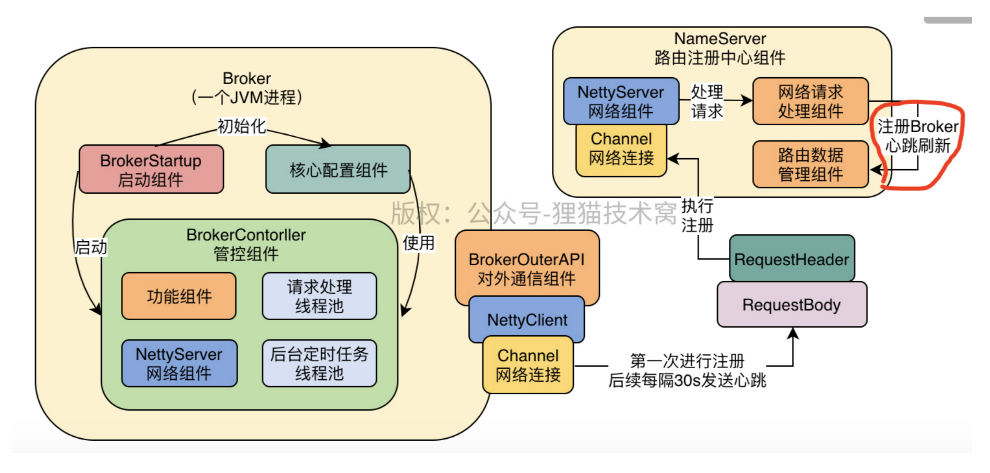 Broker
(一个JVM进程)
初始化
BrokerStartup
启动组件
核心配置组件
启动
使用
BrokerContorller
管控组件
功能组件
请求处理
线程池
NettyServer
网络组件
后台定时任务
线程池
BrokerOuterAPI
对外通信组件
NettyClient
Channel
网络连接
第一次进行注册
后续每隔30s发送心跳
RequestHeader
RequestBody
执行
注册
NameServer
路由注册中心组件
NettyServer
网络组件
Channel
网络连接
处理
请求
网络请求
处理组件
注册Broker
心跳刷新
路由数据
管理组件
版权：公众号-狸猫技术窝